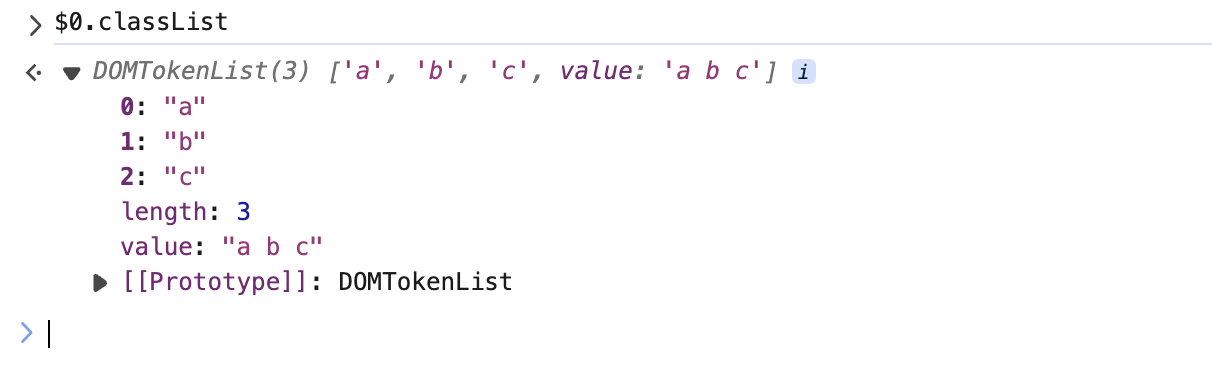 > $0.classList
<· ▼ DOMTokenList(3) ['a', 'b', 'c', value: 'a b c'] i
0: "a"
1: "b"
2: "c"
length: 3
value: "a b c"
▶ [[Prototype]]: DOMTokenList
>